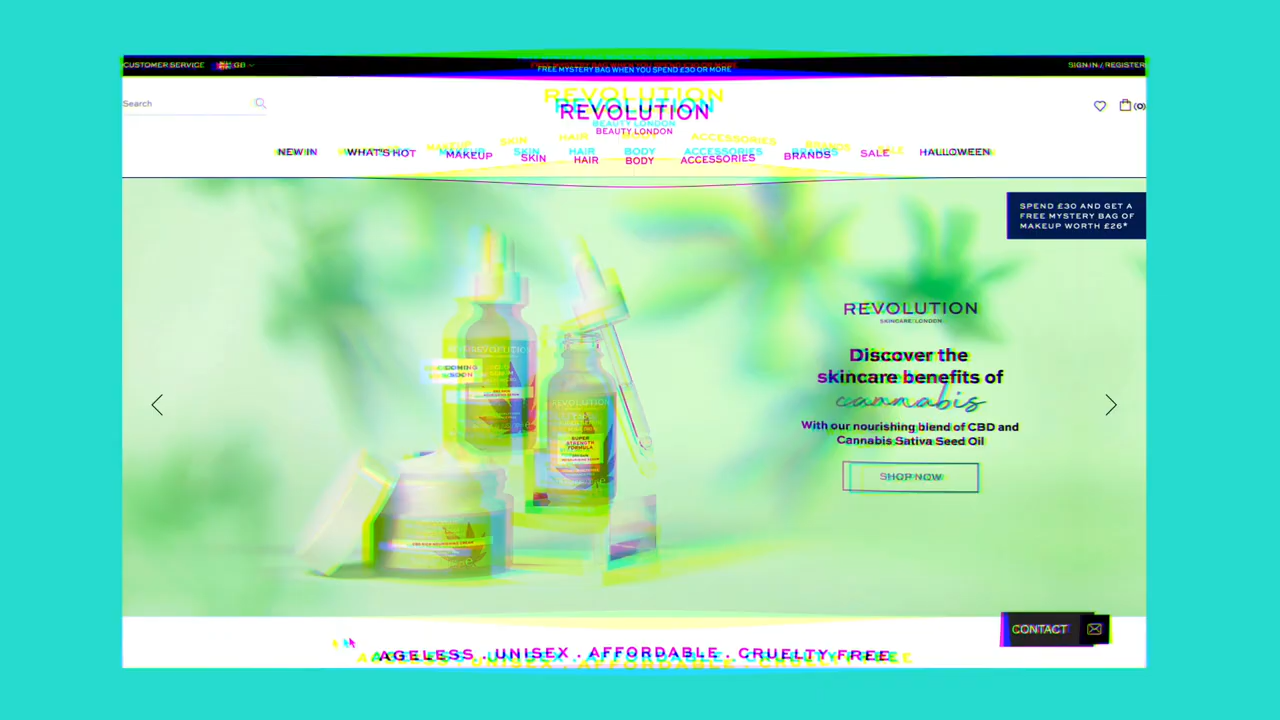 CUSTOMER SERVICE GB
FREE MYSTERY BAG WHEN YOU SPEND £30 OR MORE
SIGN IN / REGISTER
Search
REVOLUTION
BEAUTY LONDON
(0)
NEW IN WHAT'S HOT MAKEUP SKIN HAIR BODY ACCESSORIES BRANDS SALE HALLOWEEN
SPEND £30 AND GET A
FREE MYSTERY BAG OF
MAKEUP WORTH £26*
REVOLUTION
SKINCARE LONDON
Discover the
skincare benefits of
cannabis
With our nourishing blend of CBD and
Cannabis Sativa Seed Oil
SHOP NOW
COMING
SOON
REVOLUTION
REVOLUTION
SUPER
STRENGTH
FORMULA
CONTACT
AGELESS . UNISEX . AFFORDABLE . CRUELTY FREE